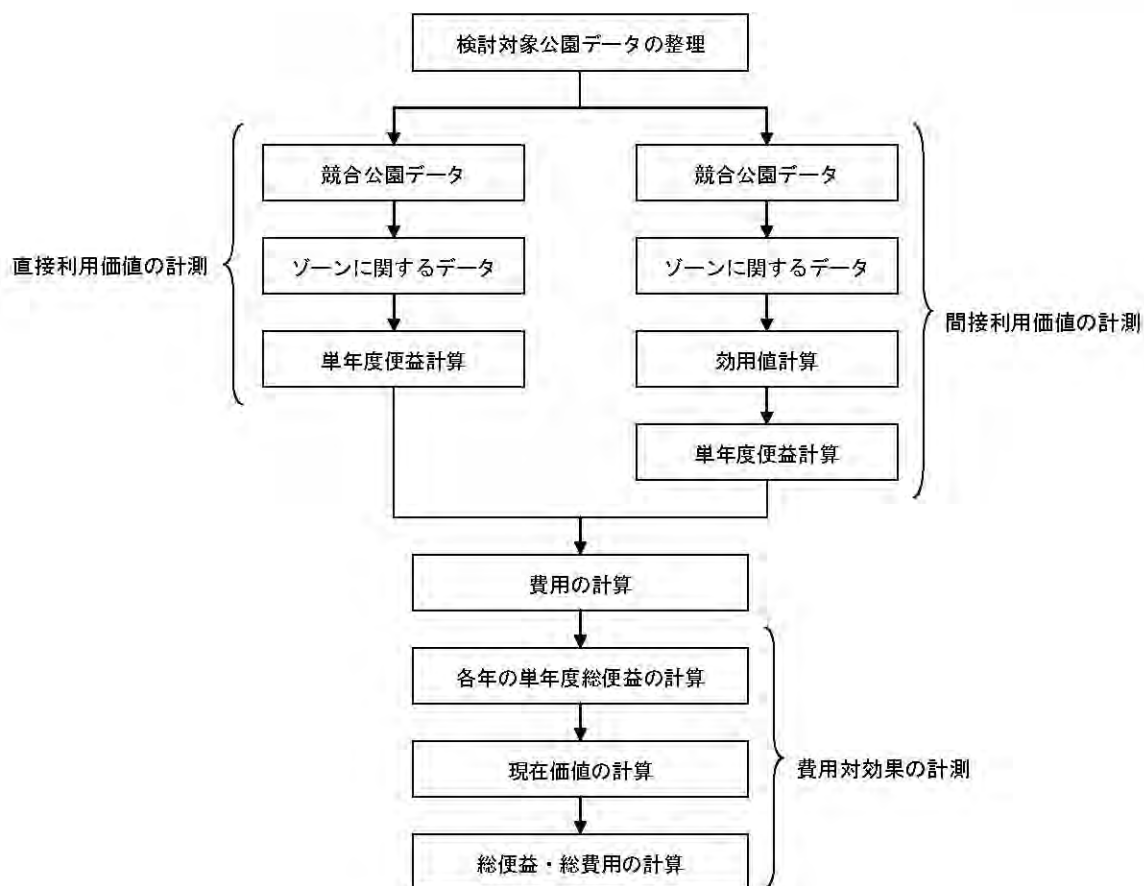 検討対象公園データの整理
競合公園データ
競合公園データ
ゾーンに関するデータ
ゾーンに関するデータ
直接利用価値の計測
間接利用価値の計測
単年度便益計算
効用値計算
単年度便益計算
費用の計算
各年の単年度総便益の計算
現在価値の計算
費用対効果の計測
総便益・総費用の計算